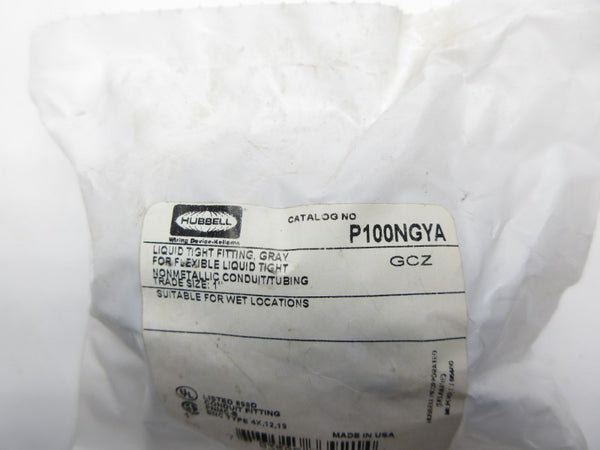 HUBBELL
Wiring Device-Kellems
CATALOG NO
P100NGYA
GCZ
LIQUID TIGHT FITTING, GRAY
FOR FLEXIBLE LIQUID TIGHT
NONMETALLIC CONDUIT/TUBING
TRADE SIZE: 1"
SUITABLE FOR WET LOCATIONS
UL
LISTED
CONDUIT FITTING
TYPE 4X,12,13
MADE IN USA